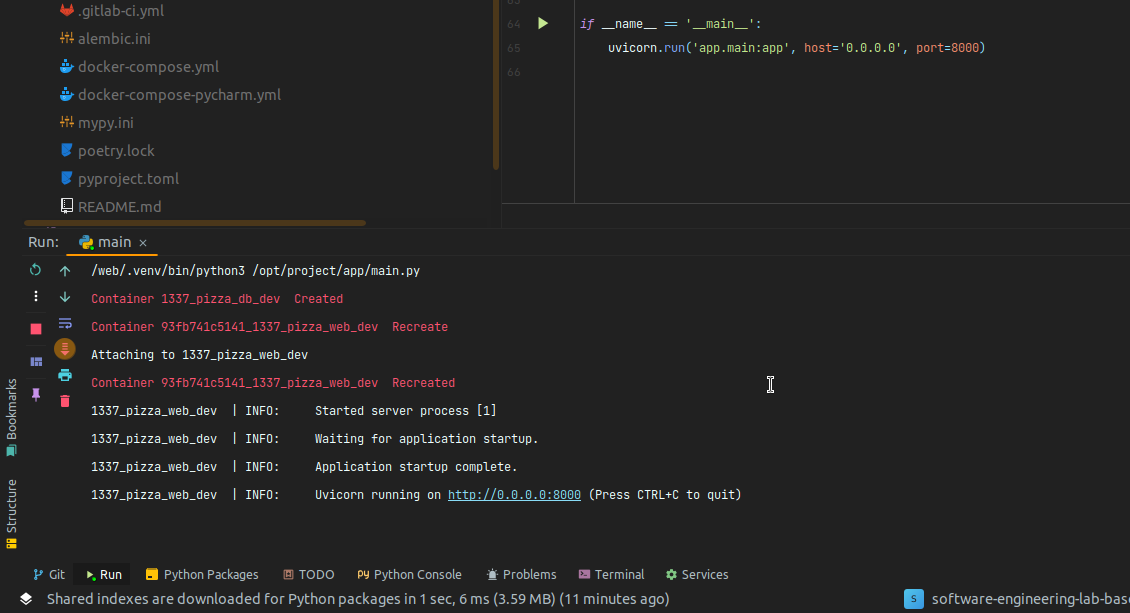 .gitlab-ci.yml
alembic.ini
docker-compose.yml
docker-compose-pycharm.yml
mypy.ini
poetry.lock
pyproject.toml
README.md
64 if __name__ == '__main__':
65 uvicorn.run('app.main:app', host='0.0.0.0', port=8000)
66
Run: main ×
/web/.venv/bin/python3 /opt/project/app/main.py
Container 1337_pizza_db_dev  Created
Container 93fb741c5141_1337_pizza_web_dev  Recreate
Attaching to 1337_pizza_web_dev
Container 93fb741c5141_1337_pizza_web_dev  Recreated
1337_pizza_web_dev  | INFO:     Started server process [1]
1337_pizza_web_dev  | INFO:     Waiting for application startup.
1337_pizza_web_dev  | INFO:     Application startup complete.
1337_pizza_web_dev  | INFO:     Uvicorn running on http://0.0.0.0:8000 (Press CTRL+C to quit)
Bookmarks
Structure
Git Run Python Packages TODO Python Console Problems Terminal Services
Shared indexes are downloaded for Python packages in 1 sec, 6 ms (3.59 MB) (11 minutes ago) S software-engineering-lab-bas